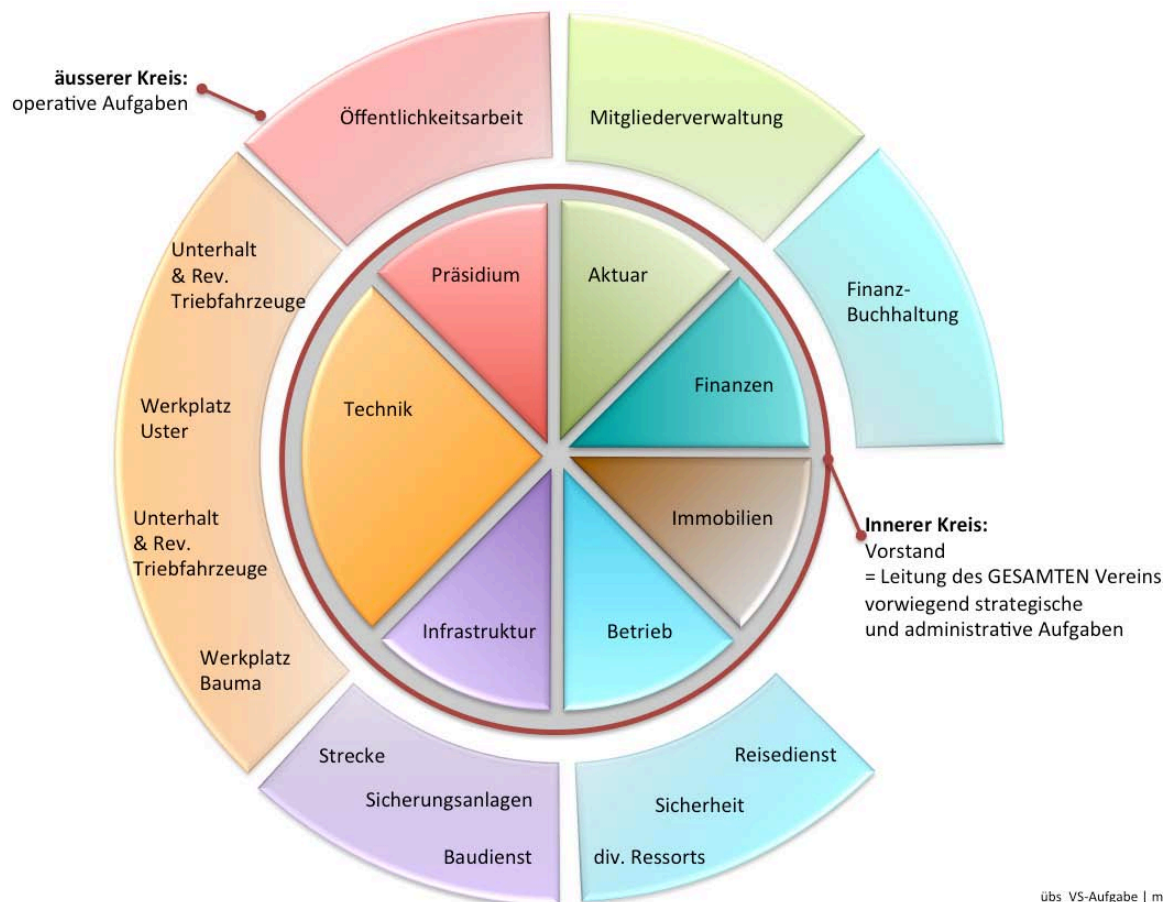 äusserer Kreis:
operative Aufgaben
Öffentlichkeitsarbeit
Mitgliederverwaltung
Finanz-
Buchhaltung
Unterhalt
& Rev.
Triebfahrzeuge
Werkplatz
Uster
Unterhalt
& Rev.
Triebfahrzeuge
Werkplatz
Bauma
Präsidium
Aktuar
Finanzen
Technik
Immobilien
Infrastruktur
Betrieb
Innerer Kreis:
Vorstand
= Leitung des GESAMTEN Vereins
vorwiegend strategische
und administrative Aufgaben
Strecke
Sicherungsanlagen
Baudienst
Reisedienst
Sicherheit
div. Ressorts
übs VS-Aufgabe | m